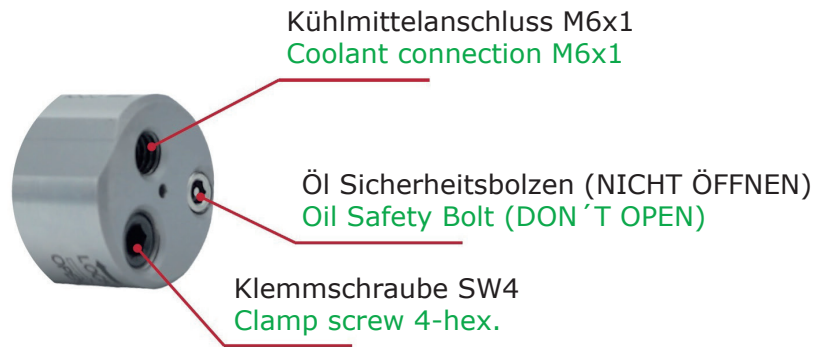 Kühlmittelanschluss M6x1
Coolant connection M6x1
Öl Sicherheitsbolzen (NICHT ÖFFNEN)
Oil Safety Bolt (DON´T OPEN)
Klemmschraube SW4
Clamp screw 4-hex.